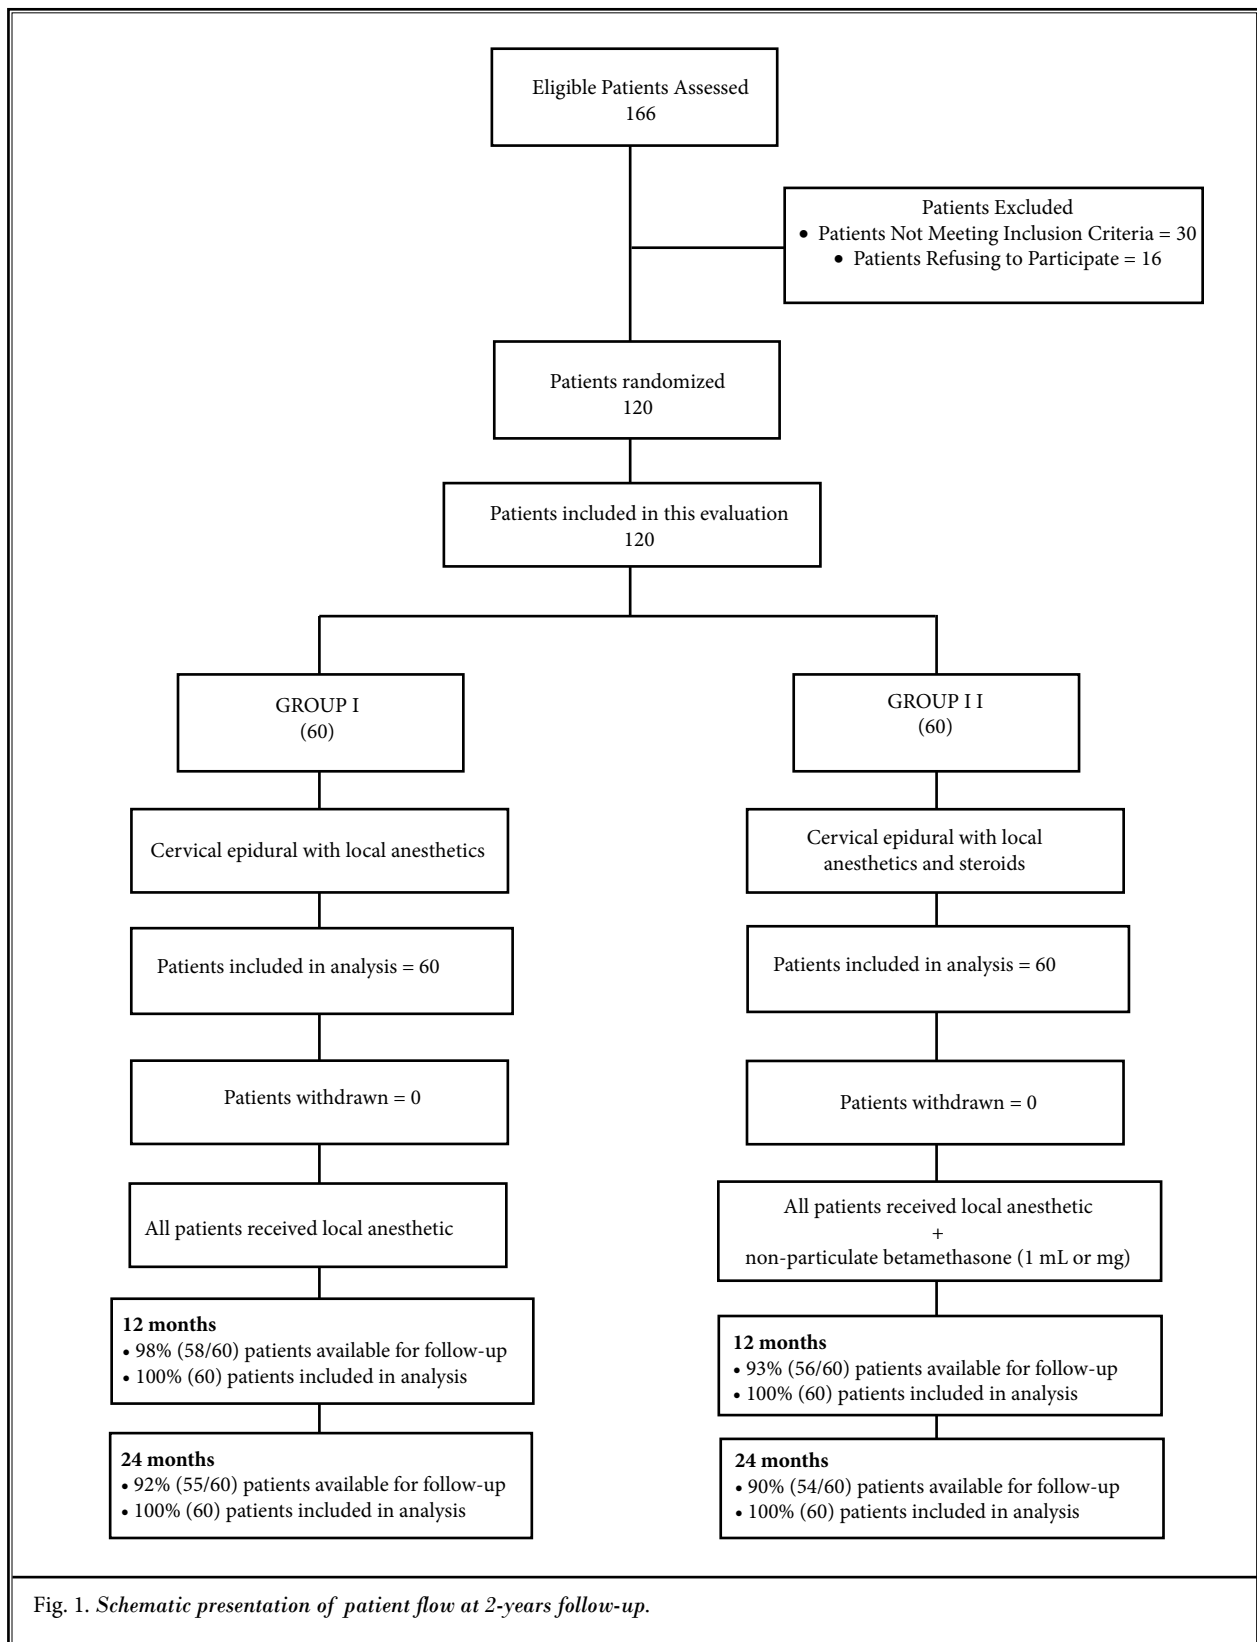 Eligible Patients Assessed
166
Patients Excluded
• Patients Not Meeting Inclusion Criteria = 30
• Patients Refusing to Participate = 16
Patients randomized
120
Patients included in this evaluation
120
GROUP I
(60)
Cervical epidural with local anesthetics
Patients included in analysis = 60
Patients withdrawn = 0
All patients received local anesthetic
12 months
• 98% (58/60) patients available for follow-up
• 100% (60) patients included in analysis
24 months
• 92% (55/60) patients available for follow-up
• 100% (60) patients included in analysis
GROUP I I
(60)
Cervical epidural with local
anesthetics and steroids
Patients included in analysis = 60
Patients withdrawn = 0
All patients received local anesthetic
+
non-particulate betamethasone (1 mL or mg)
12 months
• 93% (56/60) patients available for follow-up
• 100% (60) patients included in analysis
24 months
• 90% (54/60) patients available for follow-up
• 100% (60) patients included in analysis
Fig. 1. Schematic presentation of patient flow at 2-years follow-up.